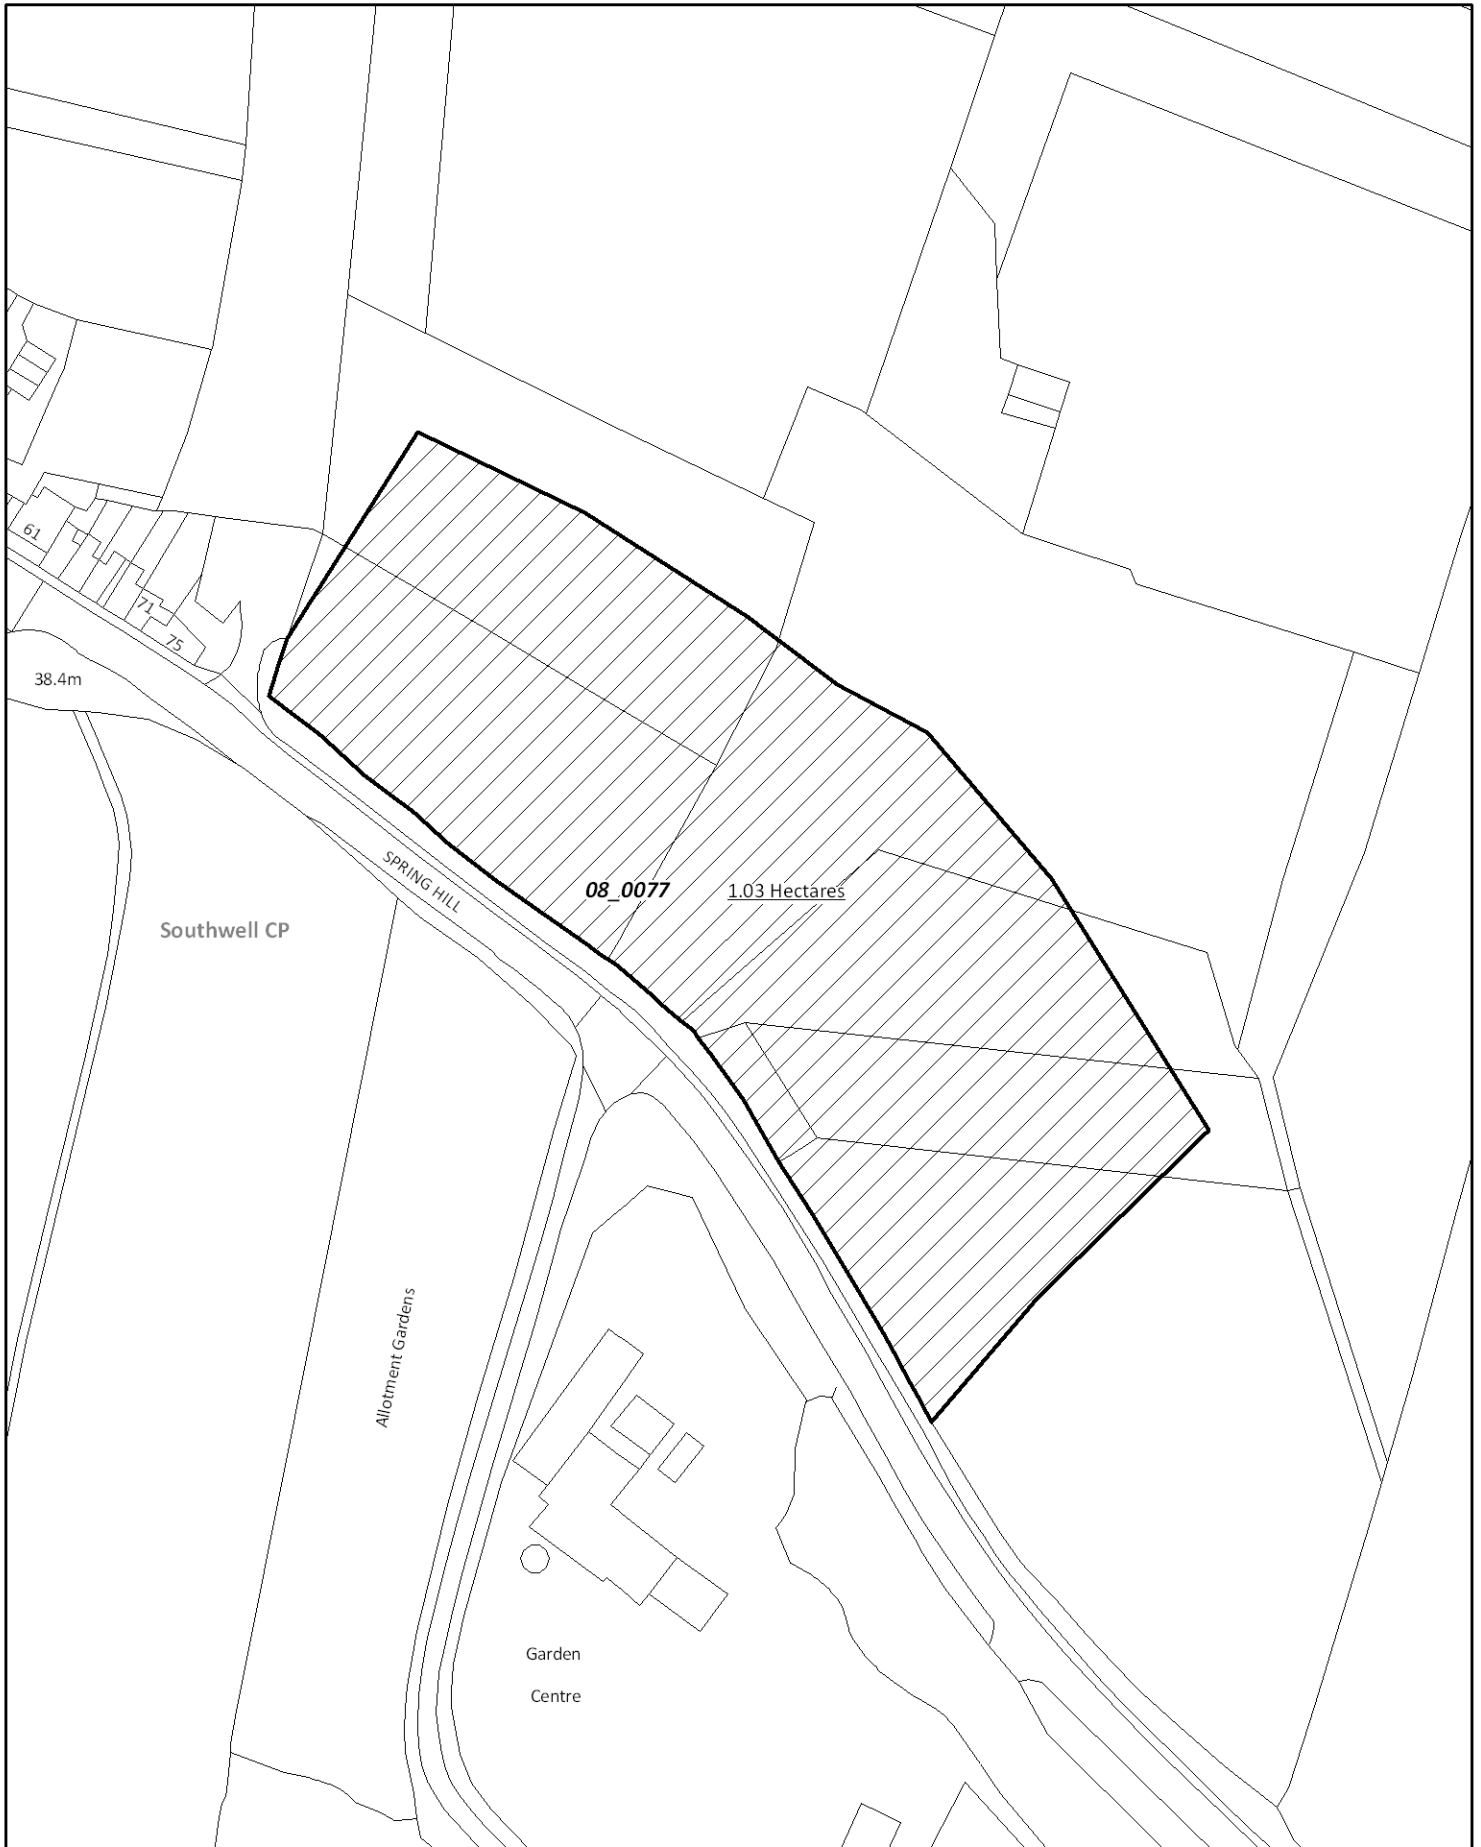 61
71
75
38.4m
SPRING HILL
08_0077
1.03 Hectares
Southwell CP
Allotment Gardens
Garden
Centre